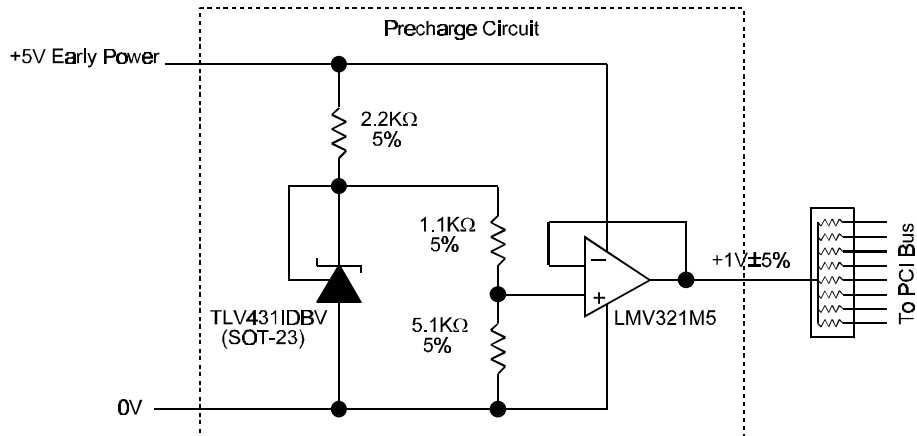 Precharge Circuit
+5V Early Power
2.2KΩ
5%
1.1KΩ
5%
+1V±5%
To PCI Bus
TLV431IDBV
(SOT-23)
5.1KΩ
5%
LMV321M5
0V